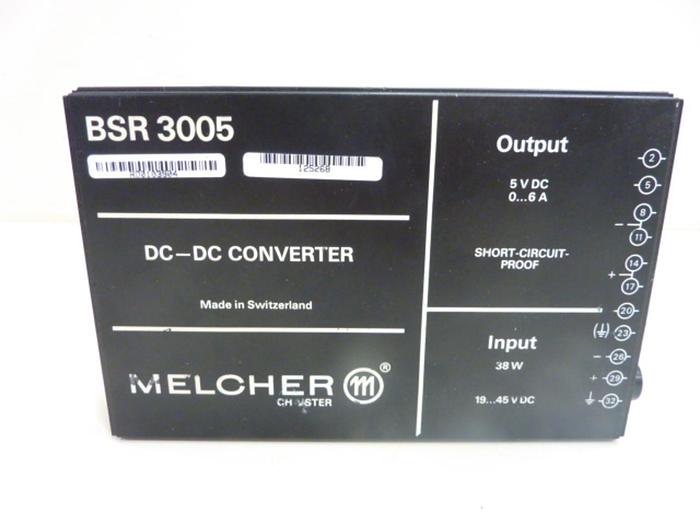 BSR 3005
125268
DC–DC CONVERTER
Made in Switzerland
MELCHER m ®
Output
5 V DC
0...6 A
SHORT-CIRCUIT-
PROOF
Input
38 W
19...45 V DC
2
5
8
–
11
14
+
17
20
(⏚) 23
– 26
+ 29
⏚ 32